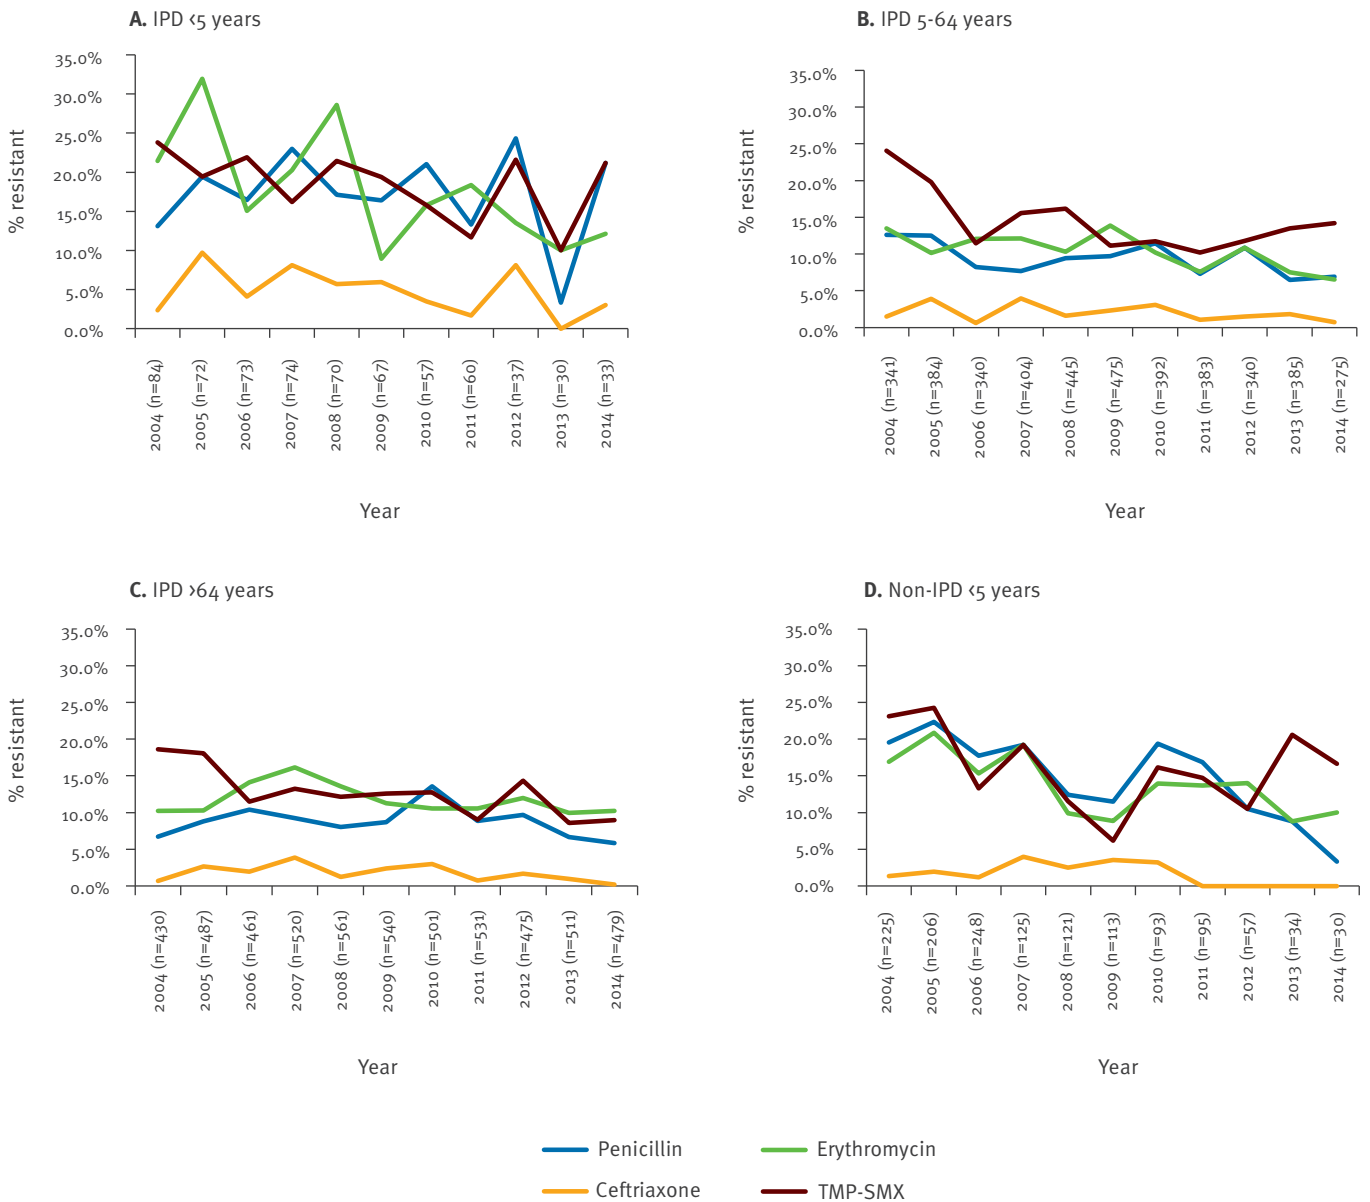 A. IPD <5 years
% resistant
35.0%
30.0%
25.0%
20.0%
15.0%
10.0%
5.0%
0.0%
2004 (n=84)
2005 (n=72)
2006 (n=73)
2007 (n=74)
2008 (n=70)
2009 (n=67)
2010 (n=57)
2011 (n=60)
2012 (n=37)
2013 (n=30)
2014 (n=33)
Year
B. IPD 5-64 years
% resistant
35.0%
30.0%
25.0%
20.0%
15.0%
10.0%
5.0%
0.0%
2004 (n=341)
2005 (n=384)
2006 (n=340)
2007 (n=404)
2008 (n=445)
2009 (n=475)
2010 (n=392)
2011 (n=383)
2012 (n=340)
2013 (n=385)
2014 (n=275)
Year
C. IPD >64 years
% resistant
35.0%
30.0%
25.0%
20.0%
15.0%
10.0%
5.0%
0.0%
2004 (n=430)
2005 (n=487)
2006 (n=461)
2007 (n=520)
2008 (n=561)
2009 (n=540)
2010 (n=501)
2011 (n=531)
2012 (n=475)
2013 (n=511)
2014 (n=479)
Year
D. Non-IPD <5 years
% resistant
35.0%
30.0%
25.0%
20.0%
15.0%
10.0%
5.0%
0.0%
2004 (n=225)
2005 (n=206)
2006 (n=248)
2007 (n=125)
2008 (n=121)
2009 (n=113)
2010 (n=93)
2011 (n=95)
2012 (n=57)
2013 (n=34)
2014 (n=30)
Year
Penicillin
Erythromycin
Ceftriaxone
TMP-SMX